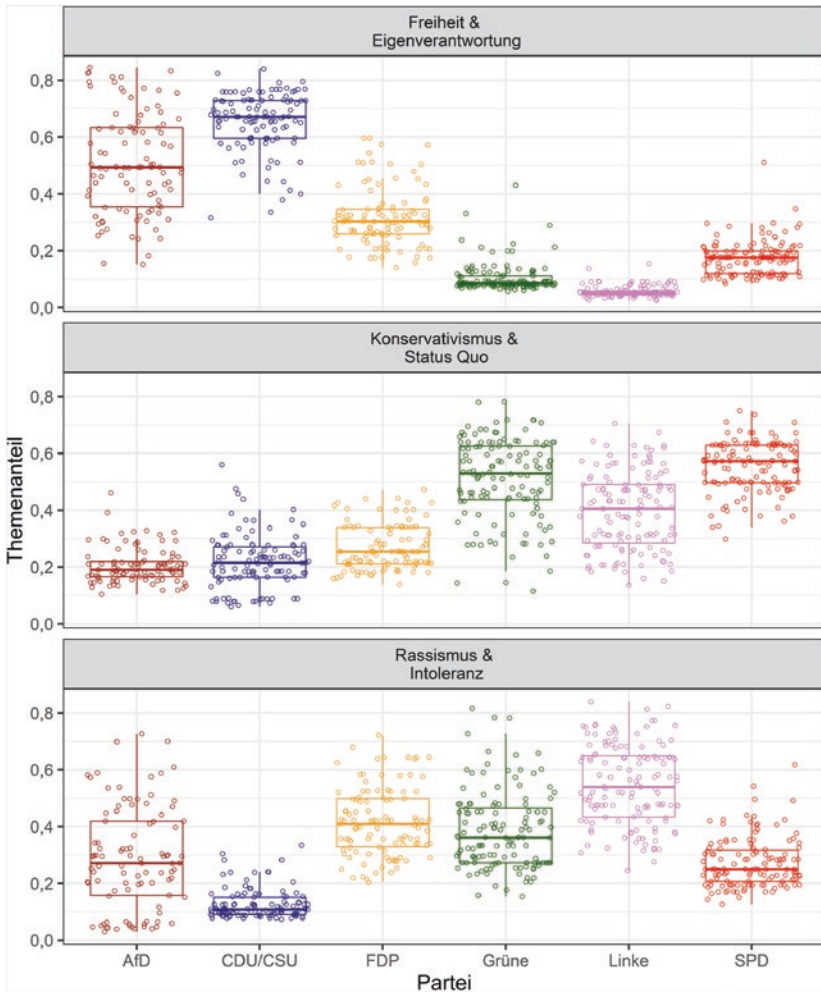 Freiheit &
Eigenverantwortung
0,8
0,6
0,4
0,2
0,0
Konservativismus &
Status Quo
0,8
0,6
0,4
0,2
0,0
Rassismus &
Intoleranz
0,8
0,6
0,4
0,2
0,0
Themenanteil
AfD CDU/CSU FDP Grüne Linke SPD
Partei